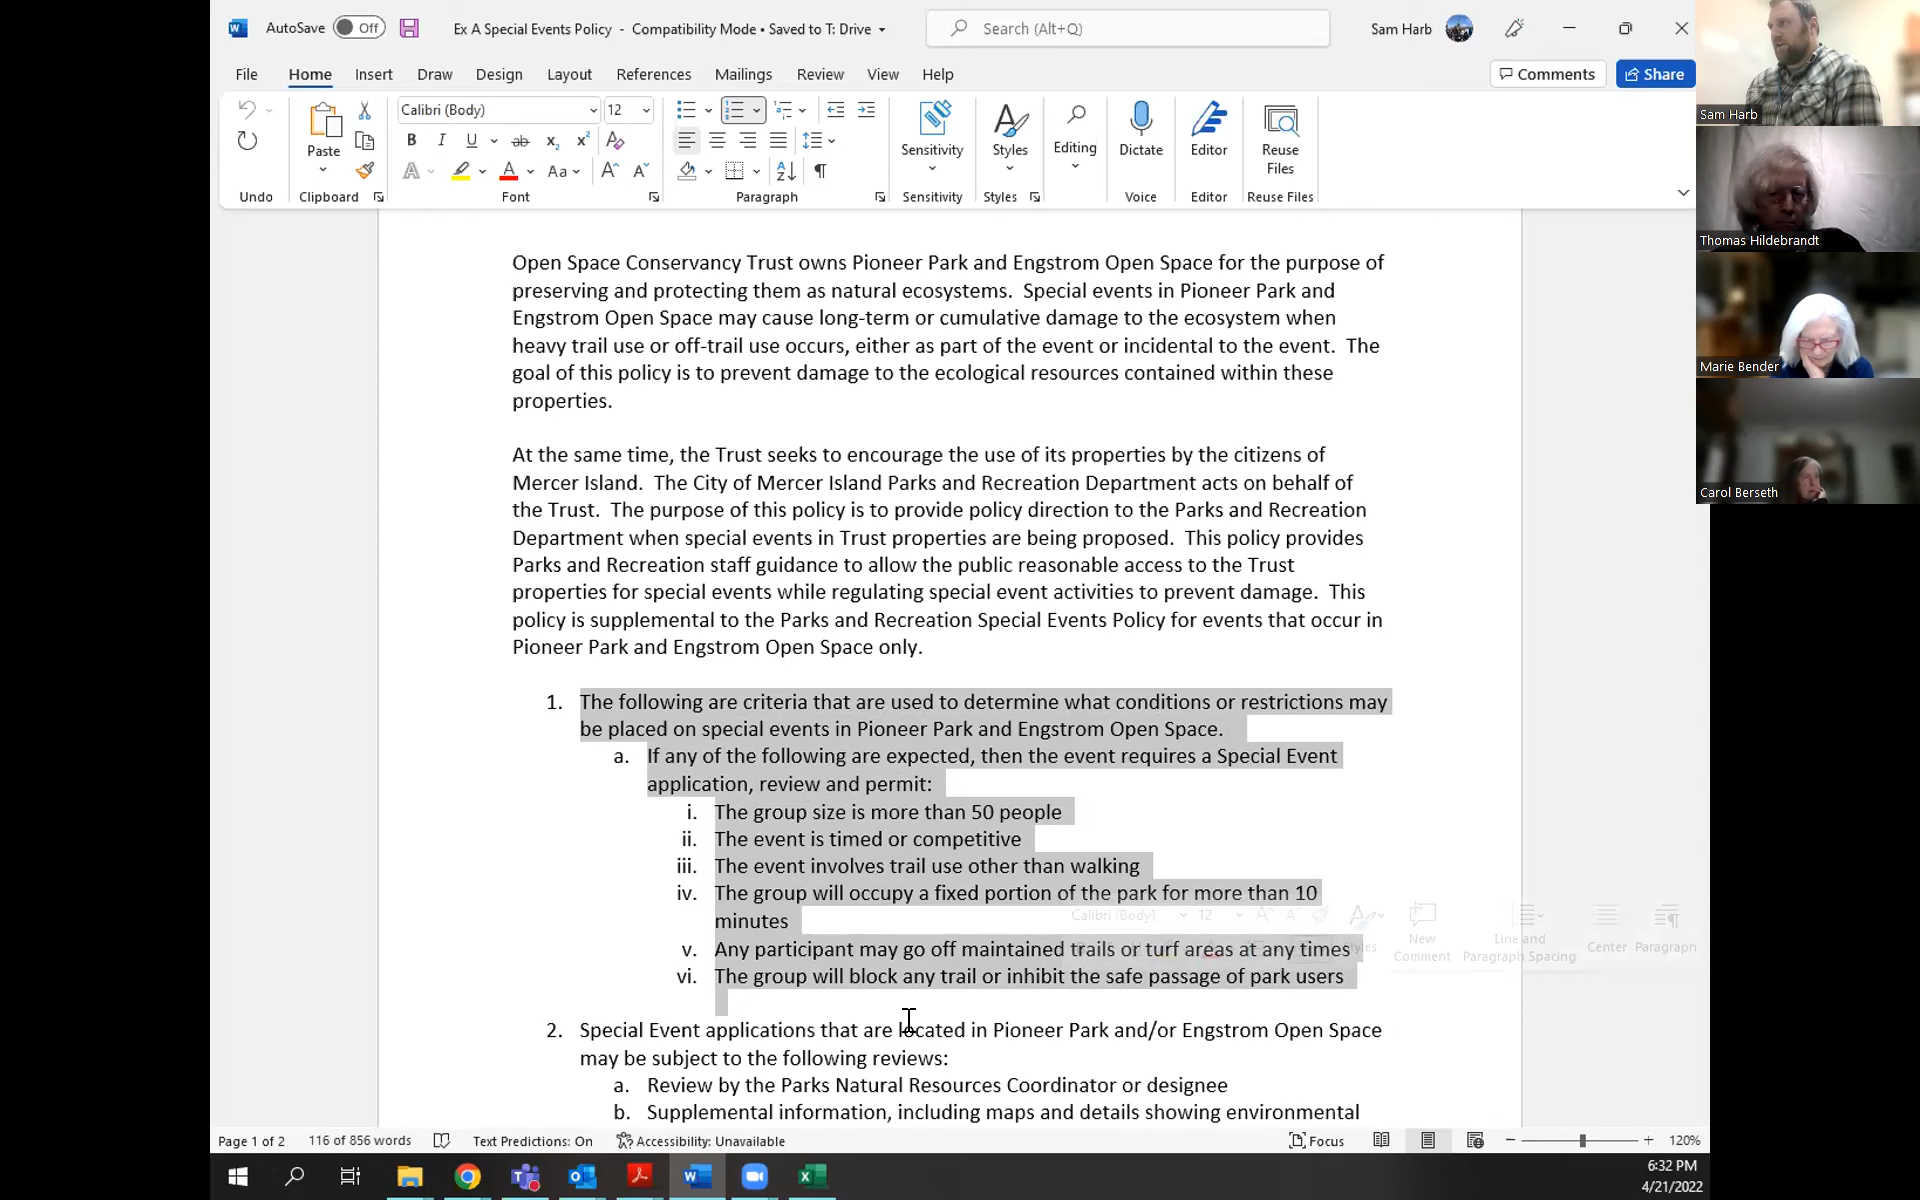 AutoSave Off Ex A Special Events Policy - Compatibility Mode • Saved to T: Drive Search (Alt+Q) Sam Harb
File Home Insert Draw Design Layout References Mailings Review View Help Comments Share
Calibri (Body) 12
Paste Sensitivity Styles Editing Dictate Editor Reuse Files
Undo Clipboard Font Paragraph Sensitivity Styles Voice Editor Reuse Files
Sam Harb
Thomas Hildebrandt
Marie Bender
Carol Berseth
Open Space Conservancy Trust owns Pioneer Park and Engstrom Open Space for the purpose of
preserving and protecting them as natural ecosystems. Special events in Pioneer Park and
Engstrom Open Space may cause long-term or cumulative damage to the ecosystem when
heavy trail use or off-trail use occurs, either as part of the event or incidental to the event. The
goal of this policy is to prevent damage to the ecological resources contained within these
properties.
At the same time, the Trust seeks to encourage the use of its properties by the citizens of
Mercer Island. The City of Mercer Island Parks and Recreation Department acts on behalf of
the Trust. The purpose of this policy is to provide policy direction to the Parks and Recreation
Department when special events in Trust properties are being proposed. This policy provides
Parks and Recreation staff guidance to allow the public reasonable access to the Trust
properties for special events while regulating special event activities to prevent damage. This
policy is supplemental to the Parks and Recreation Special Events Policy for events that occur in
Pioneer Park and Engstrom Open Space only.
1. The following are criteria that are used to determine what conditions or restrictions may
be placed on special events in Pioneer Park and Engstrom Open Space.
a. If any of the following are expected, then the event requires a Special Event
application, review and permit:
i. The group size is more than 50 people
ii. The event is timed or competitive
iii. The event involves trail use other than walking
iv. The group will occupy a fixed portion of the park for more than 10
minutes
v. Any participant may go off maintained trails or turf areas at any times
vi. The group will block any trail or inhibit the safe passage of park users
Calibri (Body) 12 Styles New Comment Line and Paragraph Spacing Center Paragraph
2. Special Event applications that are located in Pioneer Park and/or Engstrom Open Space
may be subject to the following reviews:
a. Review by the Parks Natural Resources Coordinator or designee
b. Supplemental information, including maps and details showing environmental
Page 1 of 2 116 of 856 words Text Predictions: On Accessibility: Unavailable Focus 120%
6:32 PM
4/21/2022